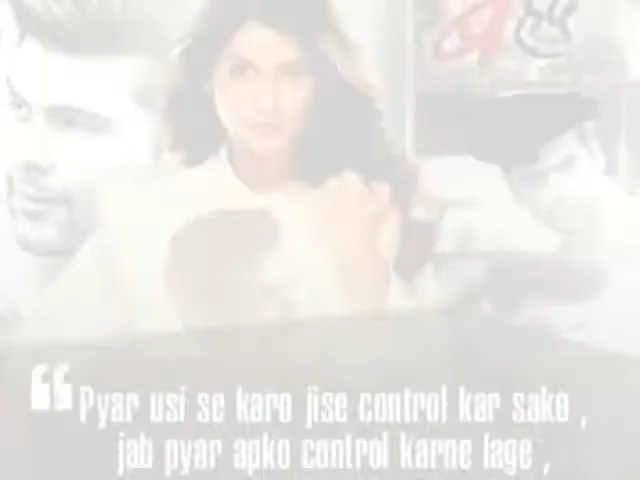 “Pyar usi se karo jise control kar sako ,
jab pyar apko control karne lage ,